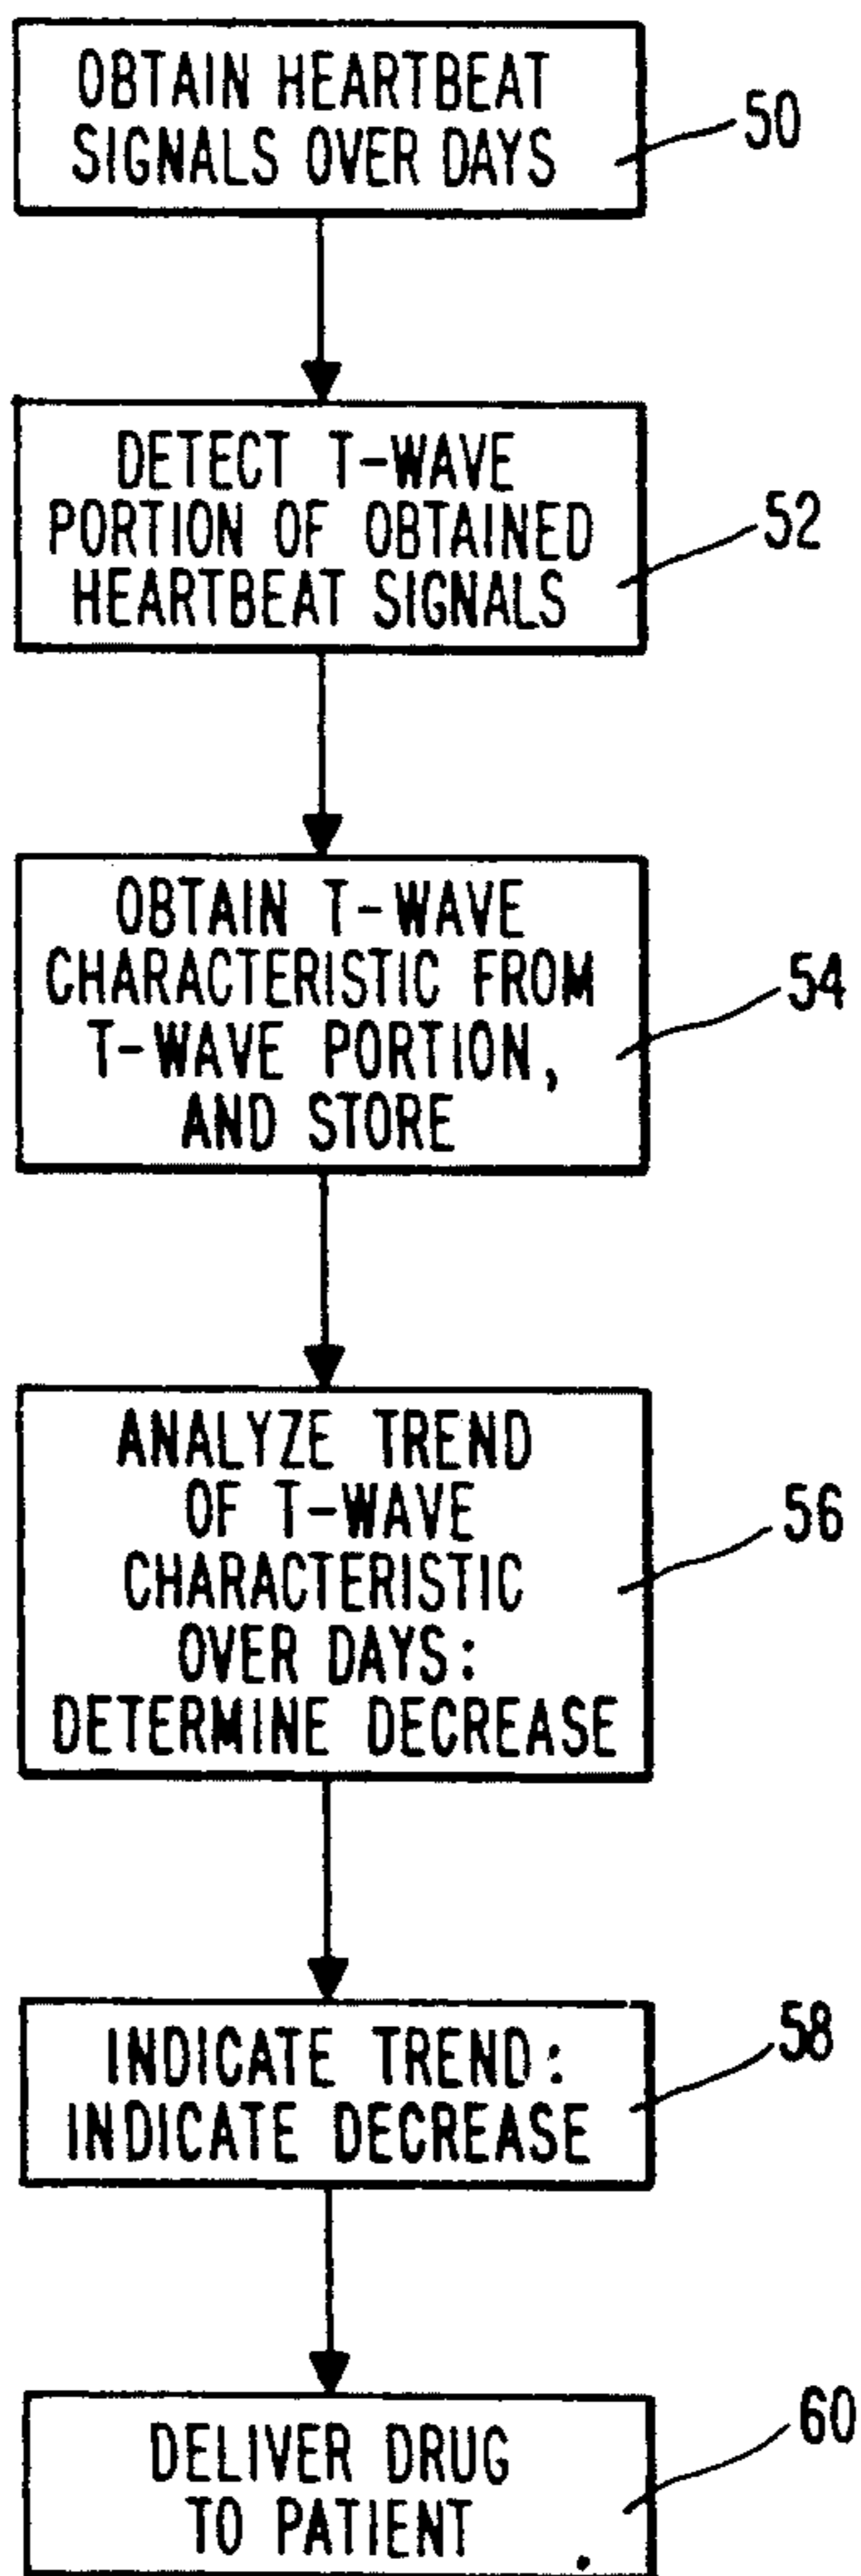 OBTAIN HEARTBEAT
SIGNALS OVER DAYS
50
DETECT T-WAVE
PORTION OF OBTAINED
HEARTBEAT SIGNALS
52
OBTAIN T-WAVE
CHARACTERISTIC FROM
T-WAVE PORTION,
AND STORE
54
ANALYZE TREND
OF T-WAVE
CHARACTERISTIC
OVER DAYS:
DETERMINE DECREASE
56
INDICATE TREND:
INDICATE DECREASE
58
DELIVER DRUG
TO PATIENT
60